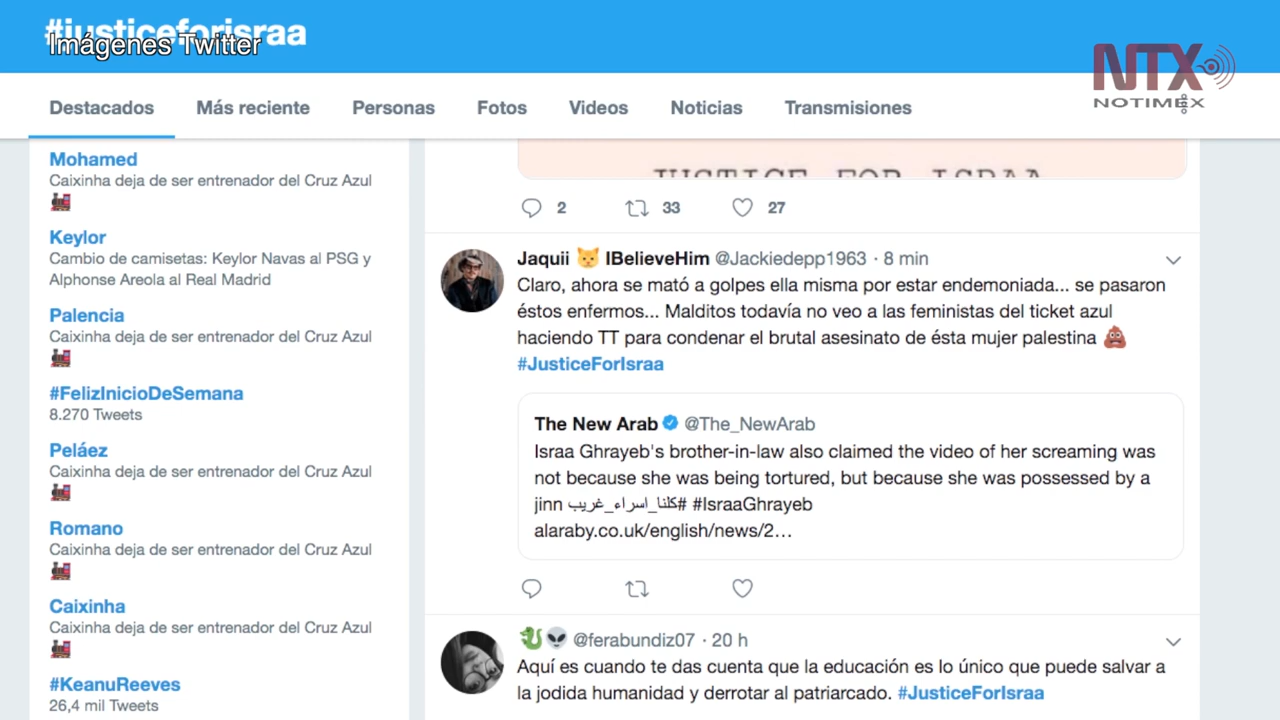 #justiceforisraa
Imágenes Twitter
NTX
NOTIMEX
Destacados Más reciente Personas Fotos Videos Noticias Transmisiones
Mohamed
Caixinha deja de ser entrenador del Cruz Azul
🚂
Keylor
Cambio de camisetas: Keylor Navas al PSG y
Alphonse Areola al Real Madrid
Palencia
Caixinha deja de ser entrenador del Cruz Azul
🚂
#FelizInicioDeSemana
8.270 Tweets
Peláez
Caixinha deja de ser entrenador del Cruz Azul
🚂
Romano
Caixinha deja de ser entrenador del Cruz Azul
🚂
Caixinha
Caixinha deja de ser entrenador del Cruz Azul
🚂
#KeanuReeves
26,4 mil Tweets
JUSTICE FOR ISRAA
2 33 27
Jaquii 😺 IBelieveHim @Jackiedepp1963 · 8 min
Claro, ahora se mató a golpes ella misma por estar endemoniada... se pasaron
éstos enfermos... Malditos todavía no veo a las feministas del ticket azul
haciendo TT para condenar el brutal asesinato de ésta mujer palestina 💩
#JusticeForIsraa
The New Arab @The_NewArab
Israa Ghrayeb's brother-in-law also claimed the video of her screaming was
not because she was being tortured, but because she was possessed by a
jinn #كلنا_اسراء_غريب #IsraaGhrayeb
alaraby.co.uk/english/news/2…
🐉👽 @ferabundiz07 · 20 h
Aquí es cuando te das cuenta que la educación es lo único que puede salvar a
la jodida humanidad y derrotar al patriarcado. #JusticeForIsraa